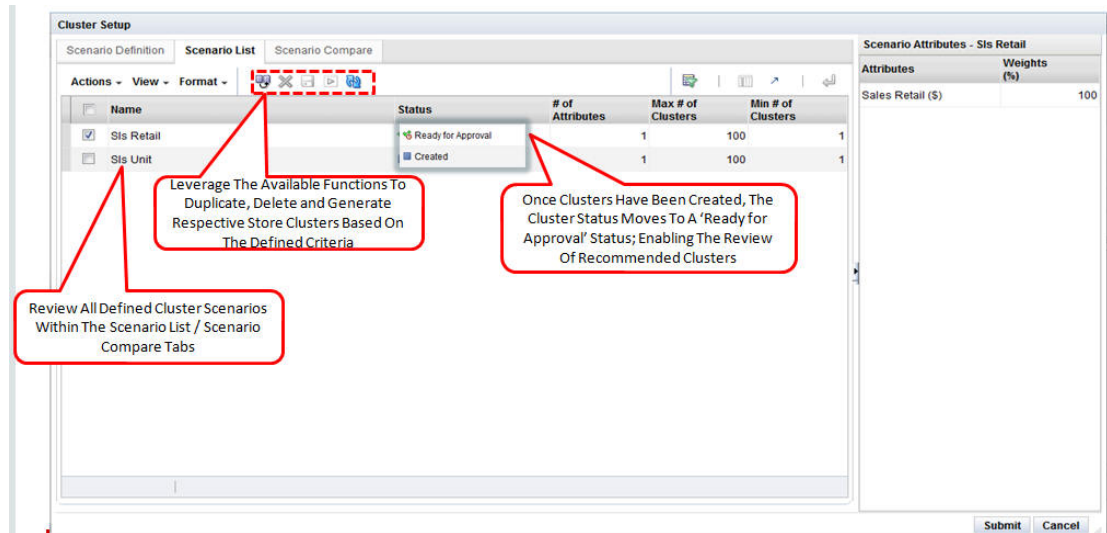 Cluster Setup
Scenario Definition Scenario List Scenario Compare
Actions View Format
Name Status # of Attributes Max # of Clusters Min # of Clusters
Sls Retail Ready for Approval 1 100 1
Sls Unit Created 1 100 1
Leverage The Available Functions To
Duplicate, Delete and Generate
Respective Store Clusters Based On
The Defined Criteria
Once Clusters Have Been Created, The
Cluster Status Moves To A ‘Ready for
Approval’ Status; Enabling The Review
Of Recommended Clusters
Review All Defined Cluster Scenarios
Within The Scenario List / Scenario
Compare Tabs
Scenario Attributes - Sls Retail
Attributes Weights (%)
Sales Retail ($) 100
Submit Cancel